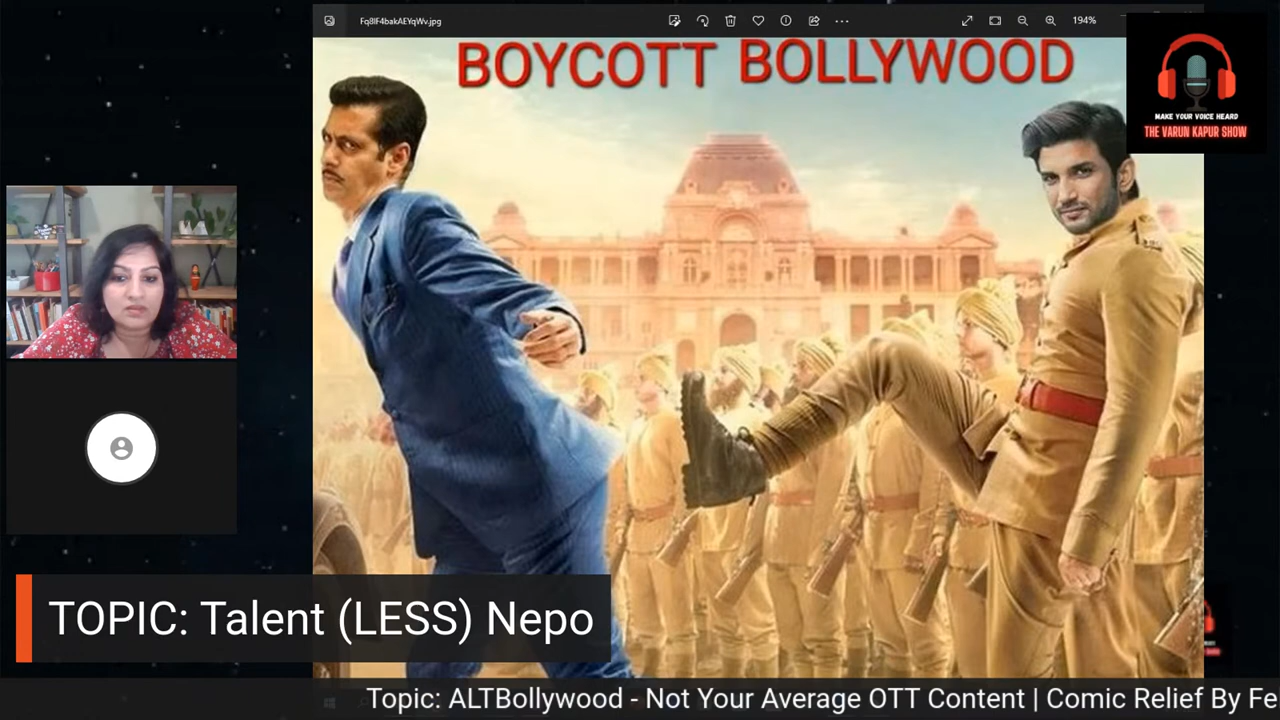 Fq8lF4bakAEYqWv.jpg
194%
BOYCOTT BOLLYWOOD
MAKE YOUR VOICE HEARD
THE VARUN KAPUR SHOW
TOPIC: Talent (LESS) Nepo
Topic: ALTBollywood - Not Your Average OTT Content | Comic Relief By Fe